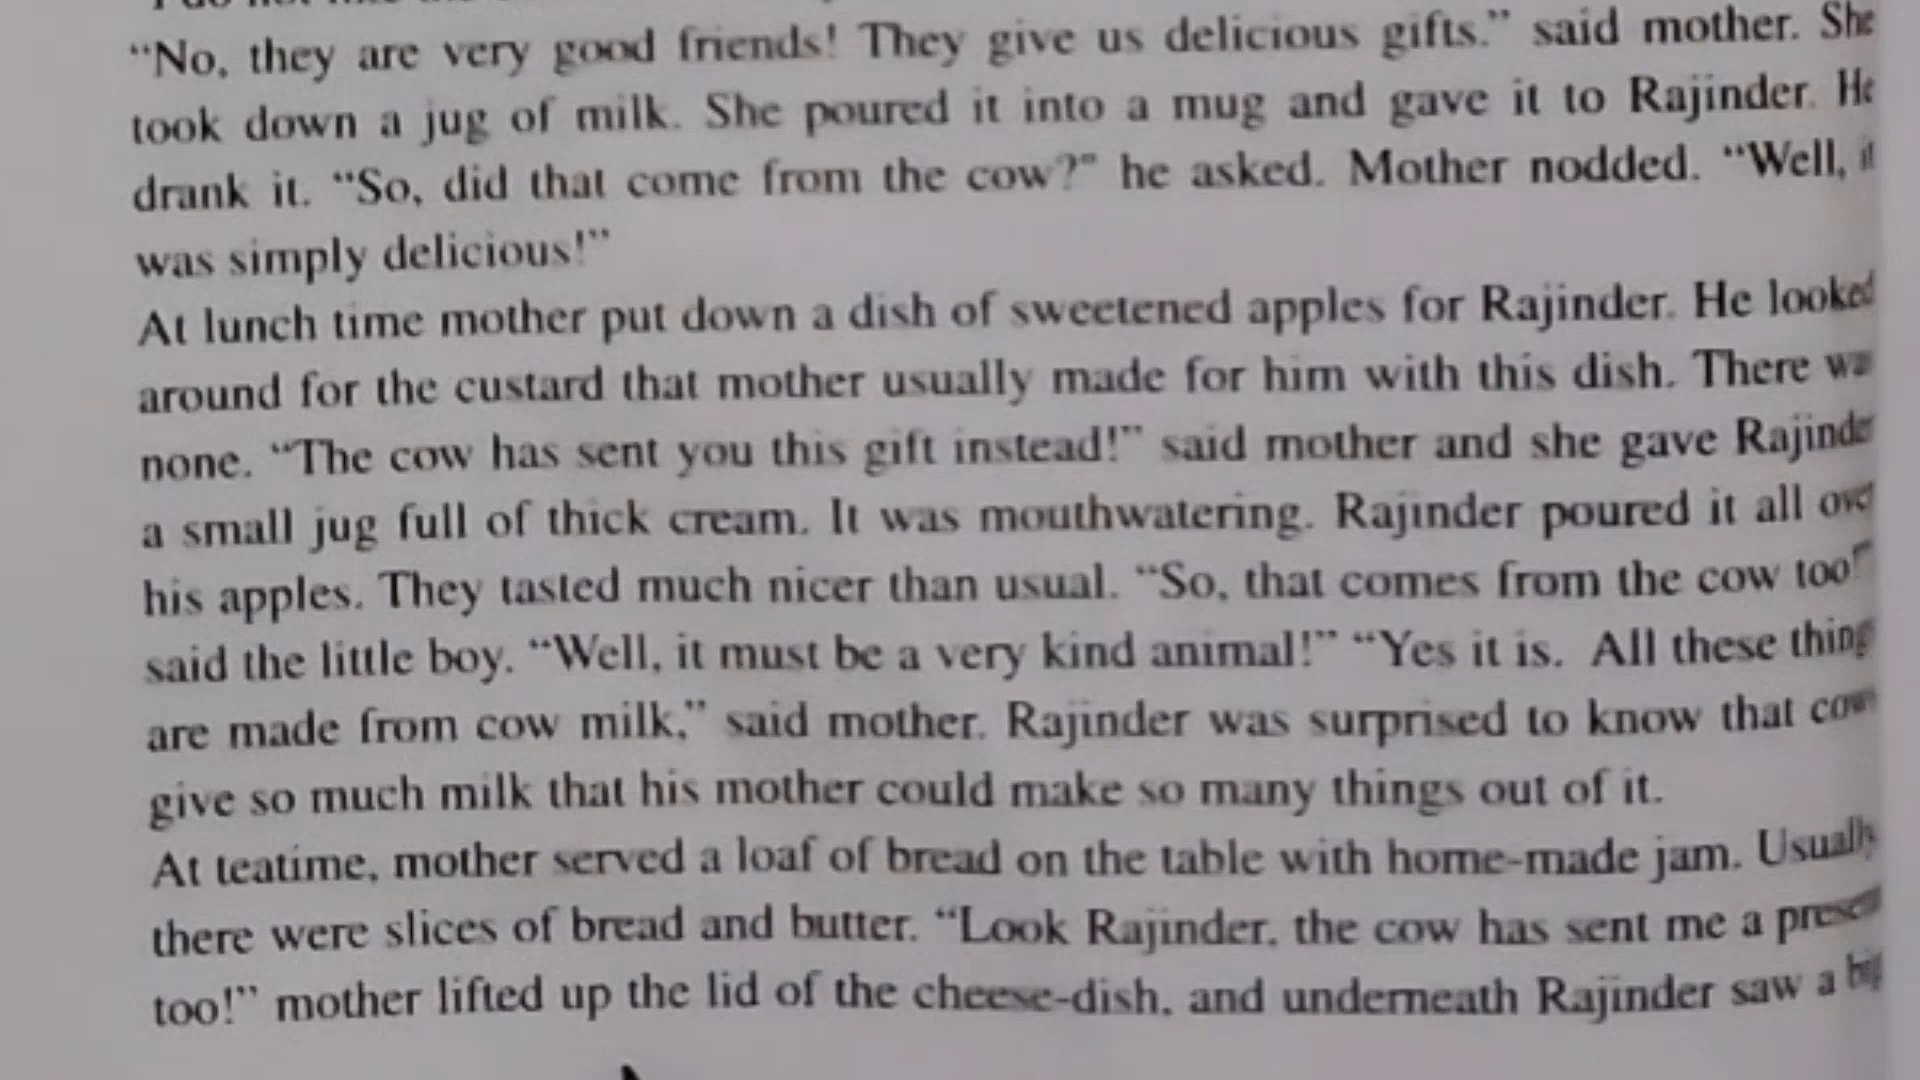 "No, they are very good friends! They give us delicious gifts." said mother. She
took down a jug of milk. She poured it into a mug and gave it to Rajinder. He
drank it. "So, did that come from the cow?" he asked. Mother nodded. "Well, it
was simply delicious!"
At lunch time mother put down a dish of sweetened apples for Rajinder. He looked
around for the custard that mother usually made for him with this dish. There was
none. "The cow has sent you this gift instead!" said mother and she gave Rajinder
a small jug full of thick cream. It was mouthwatering. Rajinder poured it all over
his apples. They tasted much nicer than usual. "So, that comes from the cow too!"
said the little boy. "Well, it must be a very kind animal!" "Yes it is. All these thing
are made from cow milk," said mother. Rajinder was surprised to know that cows
give so much milk that his mother could make so many things out of it.
At teatime, mother served a loaf of bread on the table with home-made jam. Usually
there were slices of bread and butter. "Look Rajinder, the cow has sent me a present
too!" mother lifted up the lid of the cheese-dish, and underneath Rajinder saw a big